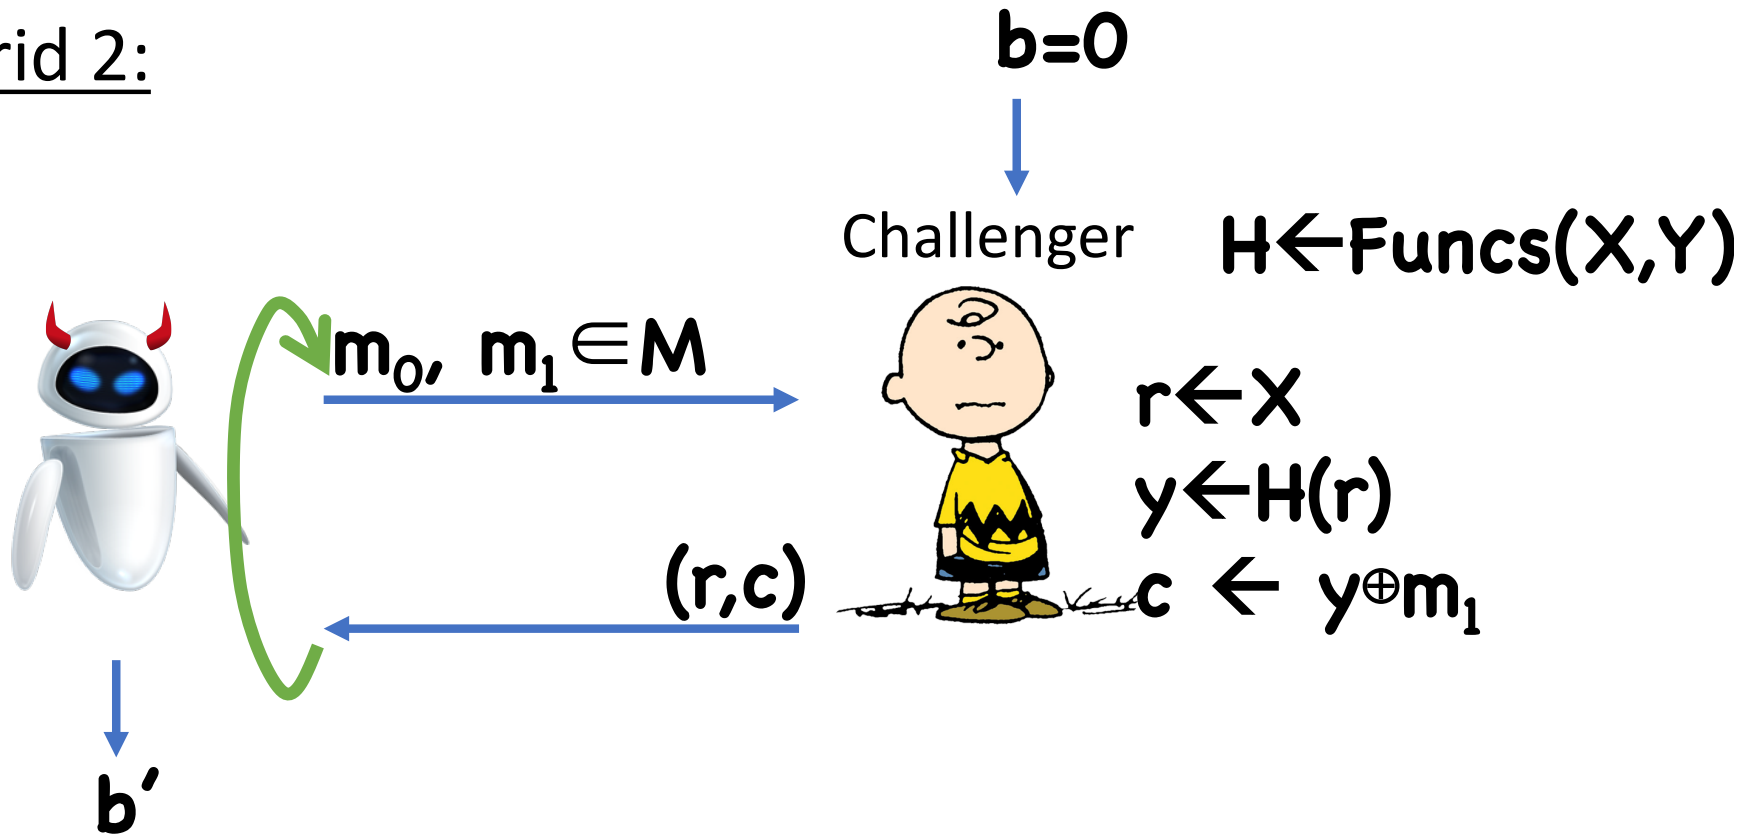 rid 2:
b=0
Challenger
H←Funcs(X,Y)
m₀, m₁∈M
r←X
y←H(r)
(r,c)
c ← y⊕m₁
b′